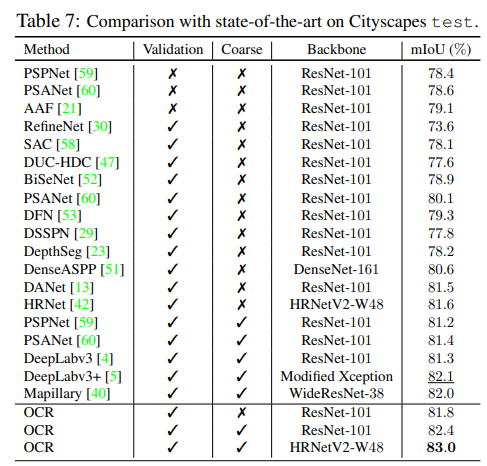 Table 7: Comparison with state-of-the-art on Cityscapes test.
Method Validation Coarse Backbone mIoU (%)
PSPNet [59] ✗ ✗ ResNet-101 78.4
PSANet [60] ✗ ✗ ResNet-101 78.6
AAF [21] ✗ ✗ ResNet-101 79.1
RefineNet [30] ✓ ✗ ResNet-101 73.6
SAC [58] ✓ ✗ ResNet-101 78.1
DUC-HDC [47] ✓ ✗ ResNet-101 77.6
BiSeNet [52] ✓ ✗ ResNet-101 78.9
PSANet [60] ✓ ✗ ResNet-101 80.1
DFN [53] ✓ ✗ ResNet-101 79.3
DSSPN [29] ✓ ✗ ResNet-101 77.8
DepthSeg [23] ✓ ✗ ResNet-101 78.2
DenseASPP [51] ✓ ✗ DenseNet-161 80.6
DANet [13] ✓ ✗ ResNet-101 81.5
HRNet [42] ✓ ✗ HRNetV2-W48 81.6
PSPNet [59] ✓ ✓ ResNet-101 81.2
PSANet [60] ✓ ✓ ResNet-101 81.4
DeepLabv3 [4] ✓ ✓ ResNet-101 81.3
DeepLabv3+ [5] ✓ ✓ Modified Xception 82.1
Mapillary [40] ✓ ✓ WideResNet-38 82.0
OCR ✓ ✗ ResNet-101 81.8
OCR ✓ ✓ ResNet-101 82.4
OCR ✓ ✓ HRNetV2-W48 83.0